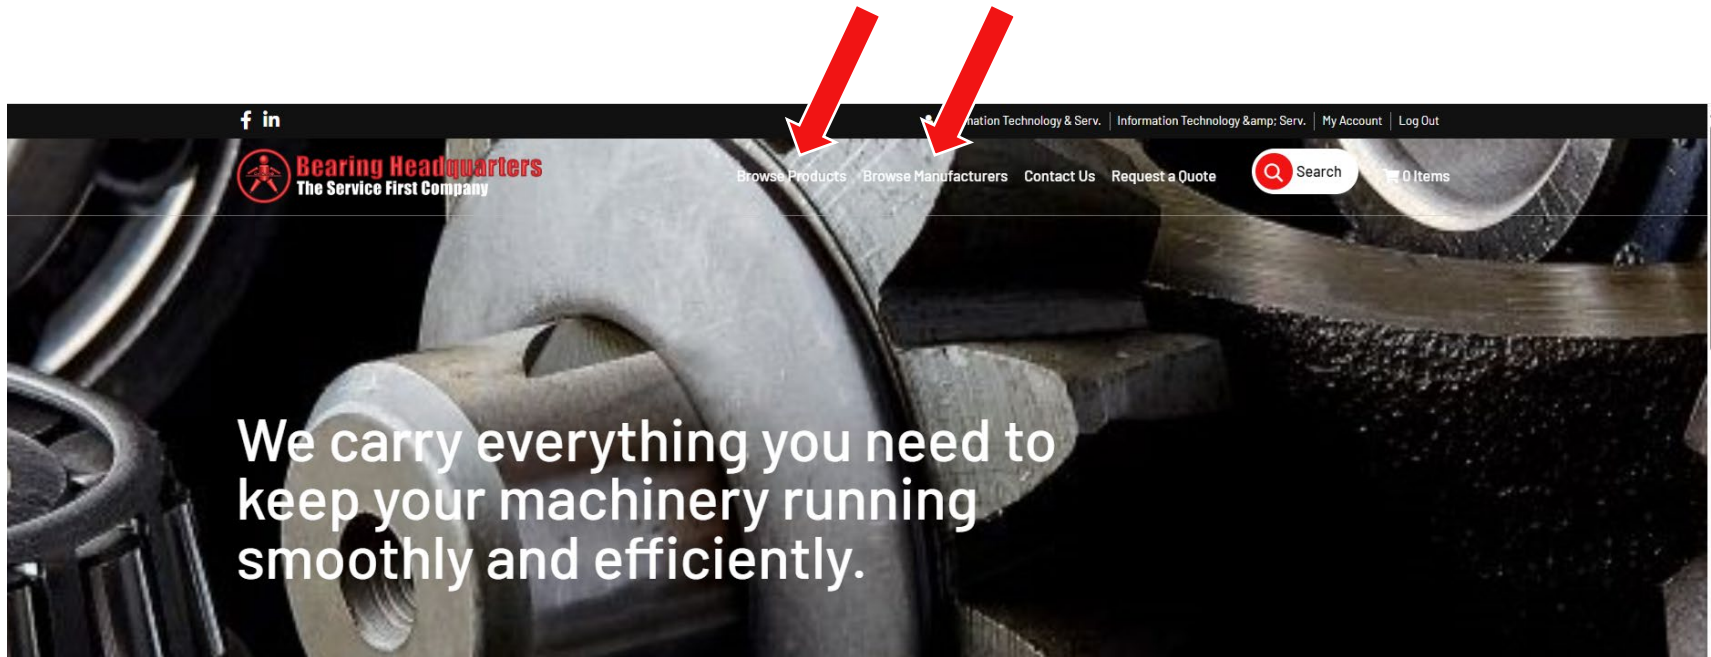 f in
mation Technology & Serv. | Information Technology &amp; Serv. | My Account | Log Out
Bearing Headquarters
The Service First Company
Browse Products Browse Manufacturers Contact Us Request a Quote Search 0 Items
We carry everything you need to
keep your machinery running
smoothly and efficiently.